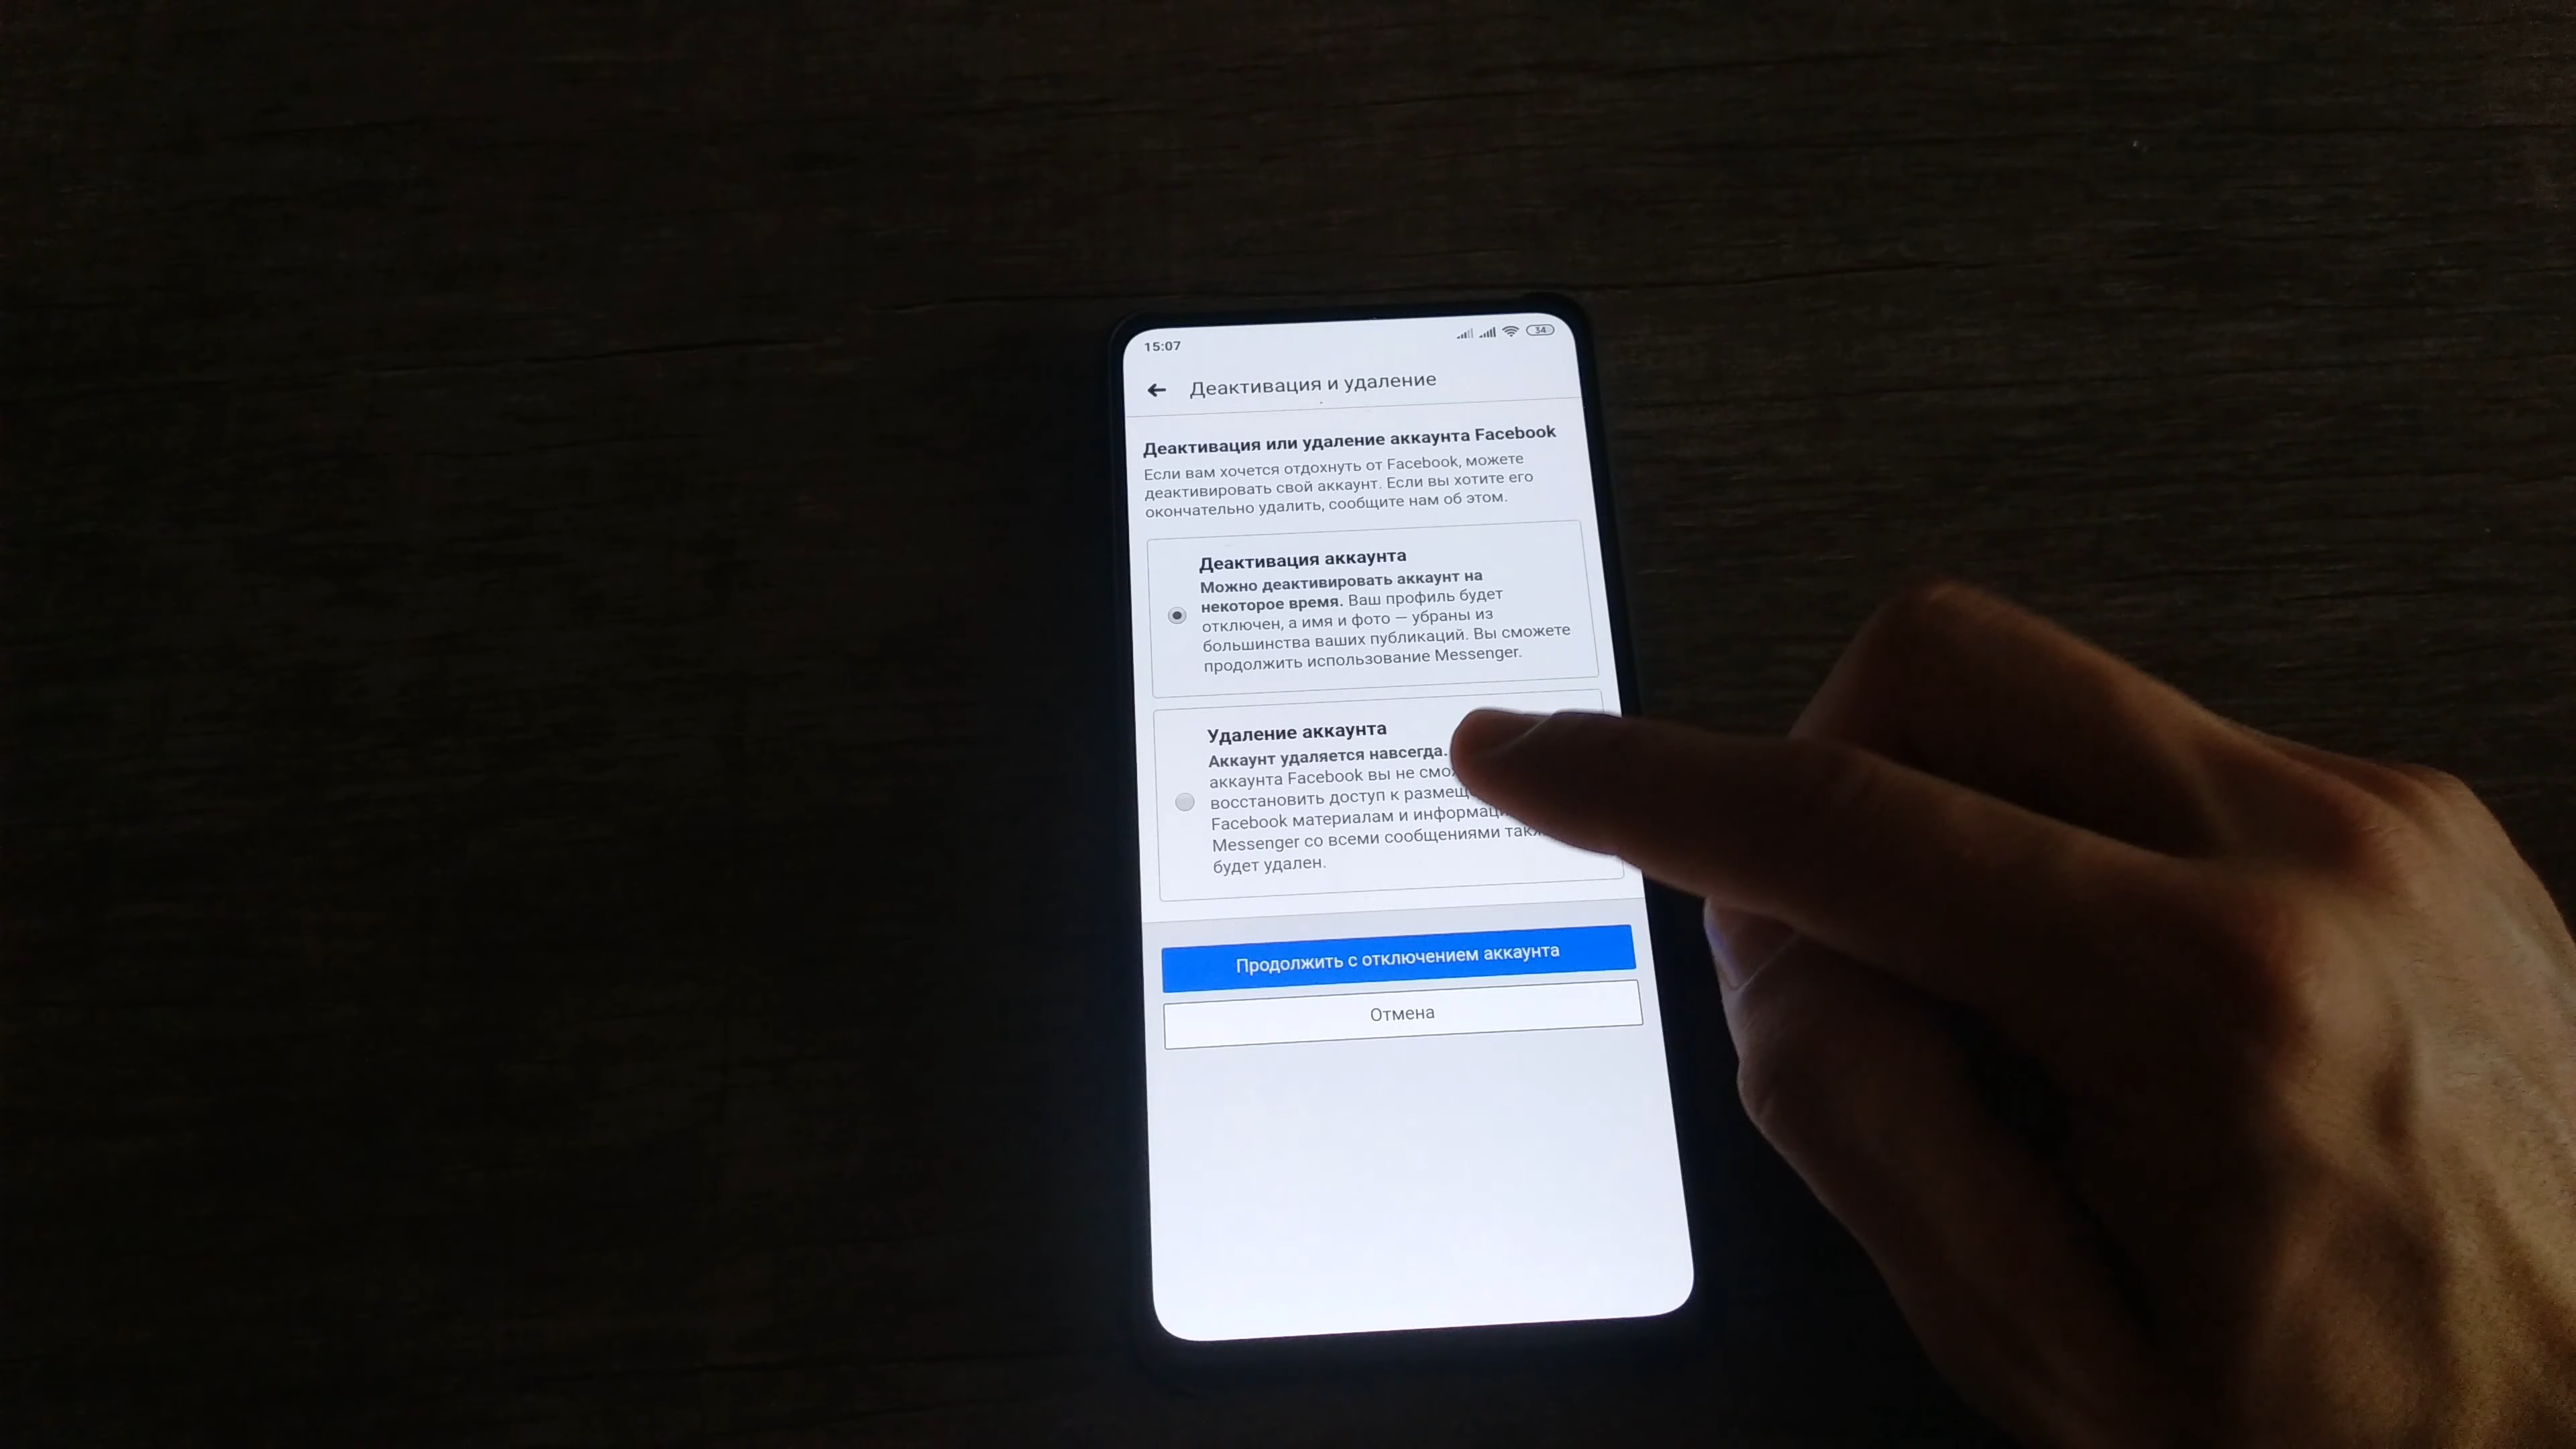 15:07
34
Деактивация и удаление
Деактивация или удаление аккаунта Facebook
Если вам хочется отдохнуть от Facebook, можете
деактивировать свой аккаунт. Если вы хотите его
окончательно удалить, сообщите нам об этом.
Деактивация аккаунта
Можно деактивировать аккаунт на
некоторое время. Ваш профиль будет
отключен, а имя и фото — убраны из
большинства ваших публикаций. Вы сможете
продолжить использование Messenger.
Удаление аккаунта
Аккаунт удаляется навсегда.
аккаунта Facebook вы не
восстановить доступ к
Facebook материалам и
Messenger со всеми сообщениями
будет удален.
Продолжить с отключением аккаунта
Отмена